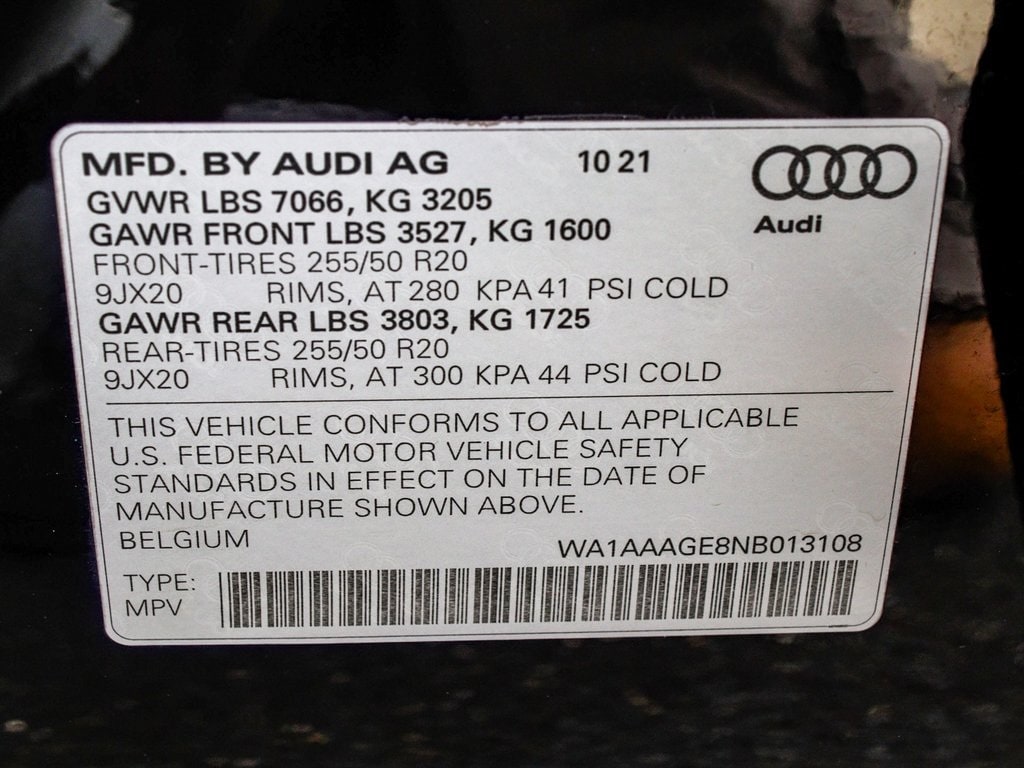 MFD. BY AUDI AG 10 21
GVWR LBS 7066, KG 3205
GAWR FRONT LBS 3527, KG 1600
Audi
FRONT-TIRES 255/50 R20
9JX20 RIMS, AT 280 KPA 41 PSI COLD
GAWR REAR LBS 3803, KG 1725
REAR-TIRES 255/50 R20
9JX20 RIMS, AT 300 KPA 44 PSI COLD
THIS VEHICLE CONFORMS TO ALL APPLICABLE
U.S. FEDERAL MOTOR VEHICLE SAFETY
STANDARDS IN EFFECT ON THE DATE OF
MANUFACTURE SHOWN ABOVE.
BELGIUM WA1AAAGE8NB013108
TYPE:
MPV